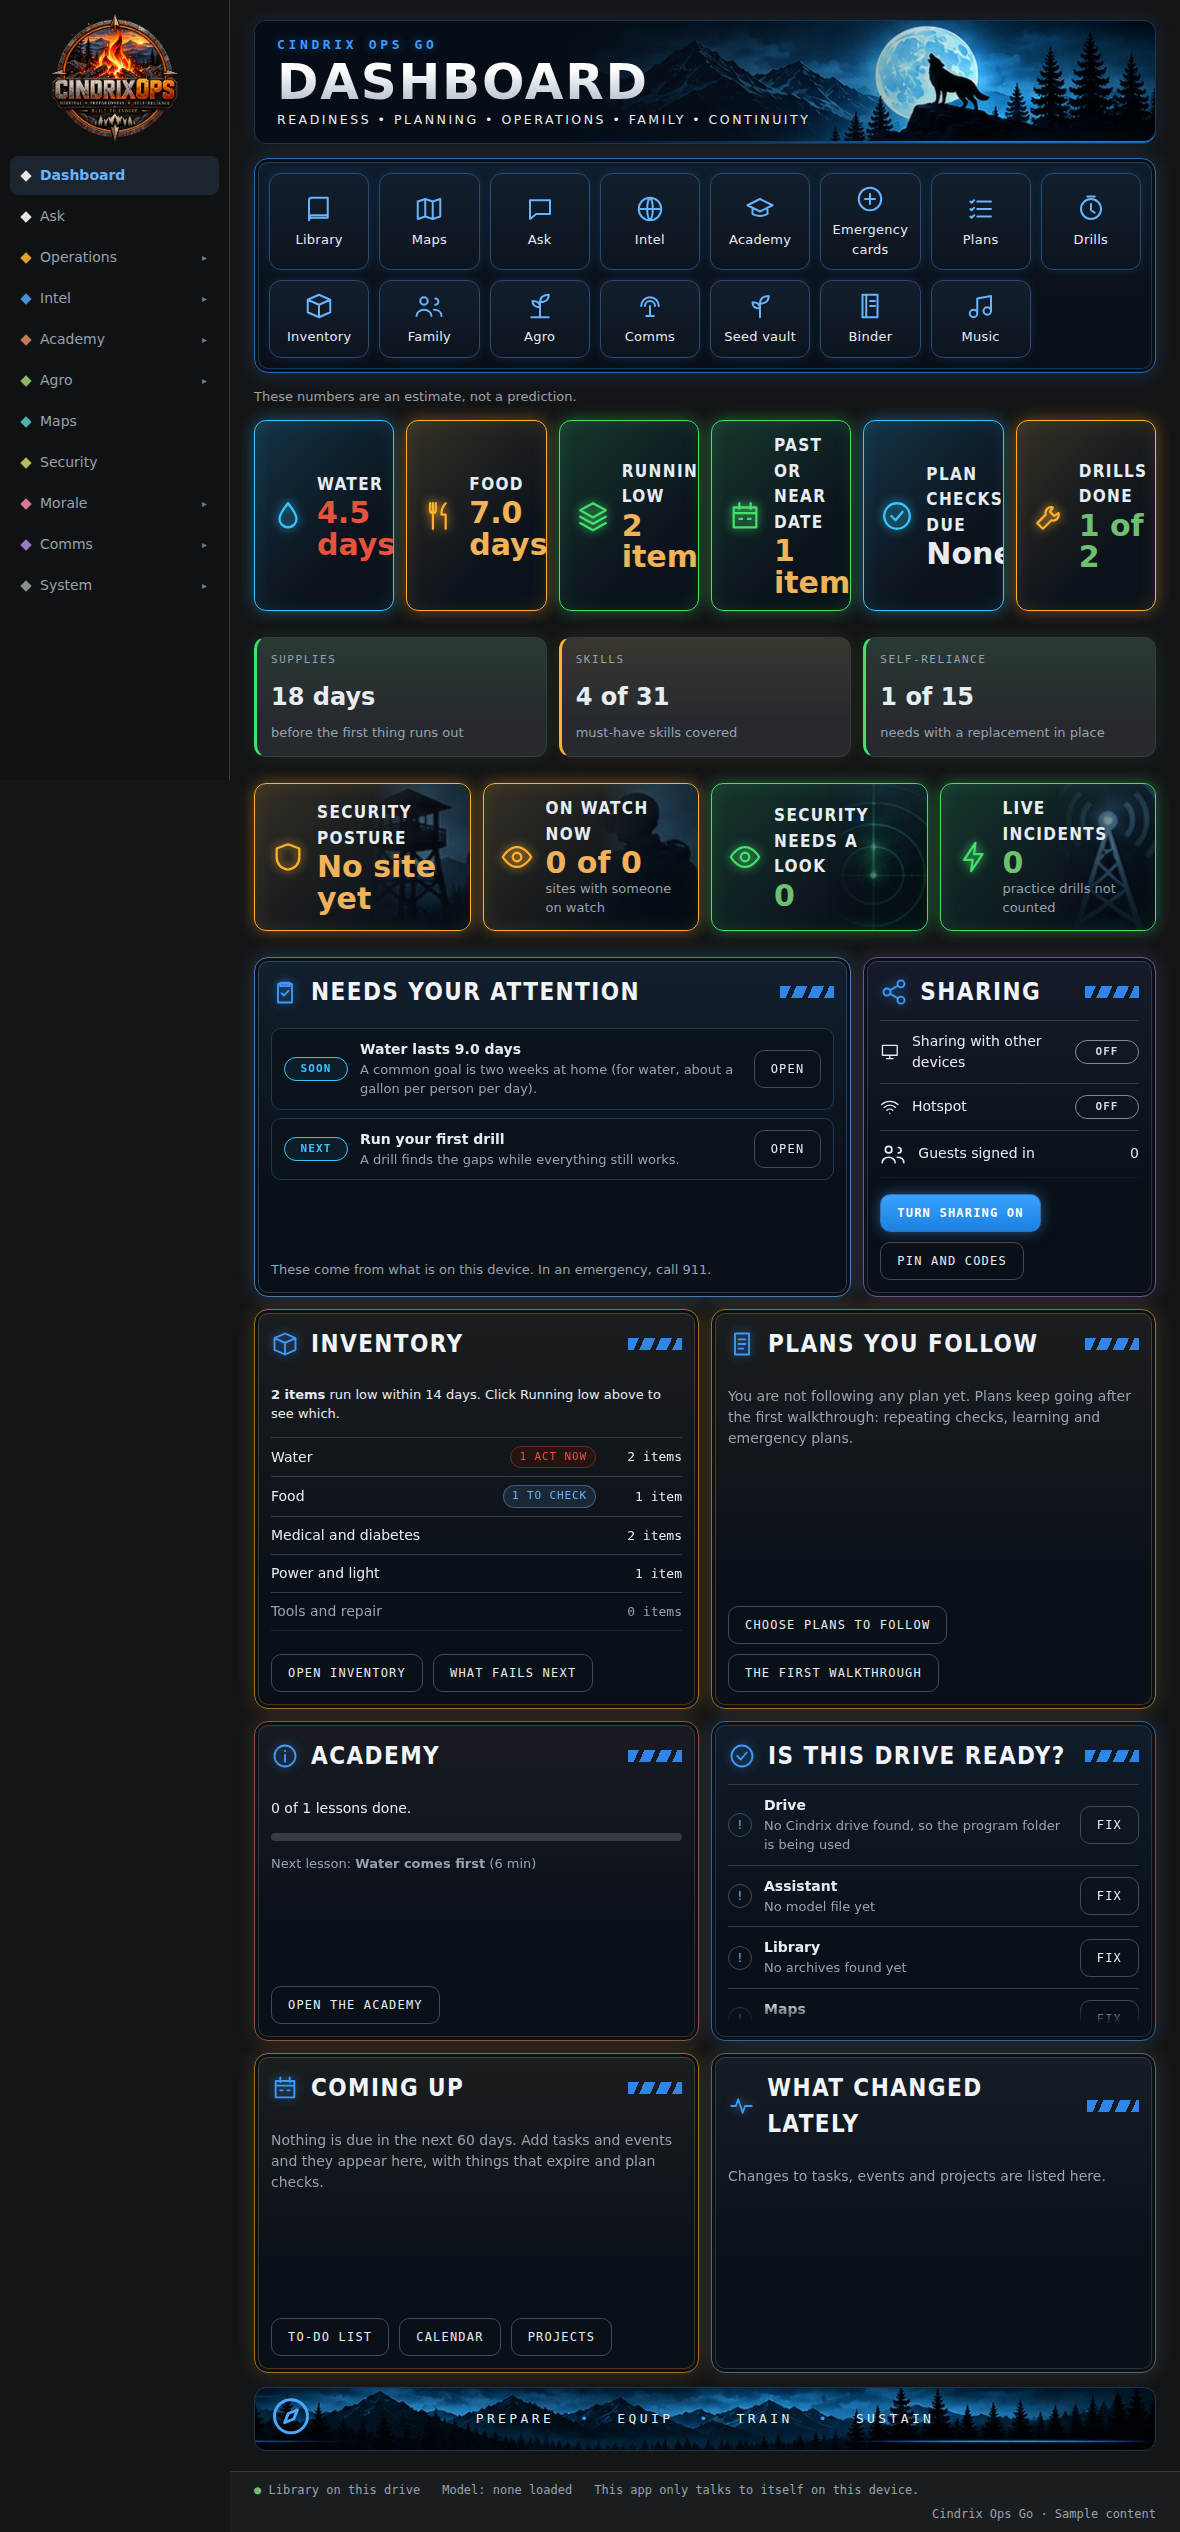 CINDRIXOPS
SURVIVAL • PREPAREDNESS • SELF-RELIANCE
BUILT TO ENDURE
Dashboard
Ask
Operations
Intel
Academy
Agro
Maps
Security
Morale
Comms
System
CINDRIX OPS GO
DASHBOARD
READINESS • PLANNING • OPERATIONS • FAMILY • CONTINUITY
Library
Maps
Ask
Intel
Academy
Emergency
cards
Plans
Drills
Inventory
Family
Agro
Comms
Seed vault
Binder
Music
These numbers are an estimate, not a prediction.
WATER
4.5
days
FOOD
7.0
days
RUNNIN
LOW
2
item
PAST
OR
NEAR
DATE
1
item
PLAN
CHECKS
DUE
None
DRILLS
DONE
1 of
2
SUPPLIES
18 days
before the first thing runs out
SKILLS
4 of 31
must-have skills covered
SELF-RELIANCE
1 of 15
needs with a replacement in place
SECURITY
POSTURE
No site
yet
ON WATCH
NOW
0 of 0
sites with someone
on watch
SECURITY
NEEDS A
LOOK
0
LIVE
INCIDENTS
0
practice drills not
counted
NEEDS YOUR ATTENTION
SOON
Water lasts 9.0 days
A common goal is two weeks at home (for water, about a
gallon per person per day).
OPEN
NEXT
Run your first drill
A drill finds the gaps while everything still works.
OPEN
These come from what is on this device. In an emergency, call 911.
SHARING
Sharing with other
devices
OFF
Hotspot
OFF
Guests signed in
0
TURN SHARING ON
PIN AND CODES
INVENTORY
2 items run low within 14 days. Click Running low above to
see which.
Water 1 ACT NOW 2 items
Food 1 TO CHECK 1 item
Medical and diabetes 2 items
Power and light 1 item
Tools and repair 0 items
OPEN INVENTORY
WHAT FAILS NEXT
PLANS YOU FOLLOW
You are not following any plan yet. Plans keep going after
the first walkthrough: repeating checks, learning and
emergency plans.
CHOOSE PLANS TO FOLLOW
THE FIRST WALKTHROUGH
ACADEMY
0 of 1 lessons done.
Next lesson: Water comes first (6 min)
OPEN THE ACADEMY
IS THIS DRIVE READY?
!
Drive
No Cindrix drive found, so the program folder
is being used
FIX
!
Assistant
No model file yet
FIX
!
Library
No archives found yet
FIX
!
Maps
FIX
COMING UP
Nothing is due in the next 60 days. Add tasks and events
and they appear here, with things that expire and plan
checks.
TO-DO LIST
CALENDAR
PROJECTS
WHAT CHANGED
LATELY
Changes to tasks, events and projects are listed here.
PREPARE • EQUIP • TRAIN • SUSTAIN
Library on this drive Model: none loaded This app only talks to itself on this device.
Cindrix Ops Go · Sample content